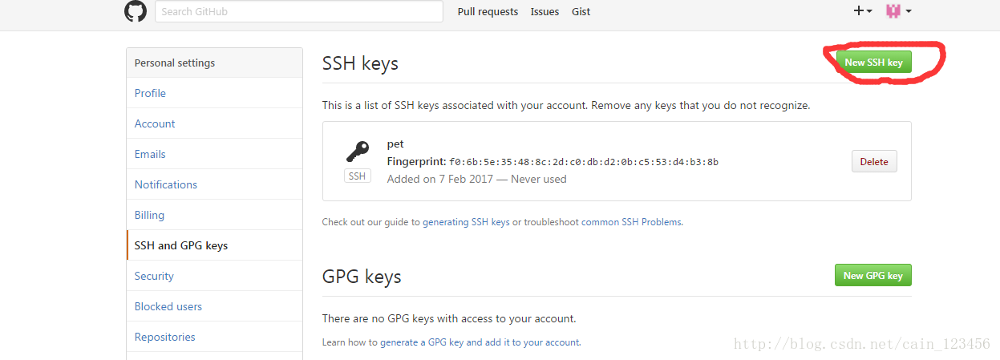 Search GitHub
Pull requests Issues Gist
Personal settings
Profile
Account
Emails
Notifications
Billing
SSH and GPG keys
Security
Blocked users
Repositories
SSH keys
New SSH key
This is a list of SSH keys associated with your account. Remove any keys that you do not recognize.
SSH
pet
Fingerprint: f0:6b:5e:35:48:8c:2d:c0:db:d2:0b:c5:53:d4:b3:8b
Added on 7 Feb 2017 — Never used
Delete
Check out our guide to generating SSH keys or troubleshoot common SSH Problems.
GPG keys
New GPG key
There are no GPG keys with access to your account.
Learn how to generate a GPG key and add it to your account.
http://blog.csdn.net/cain_123456